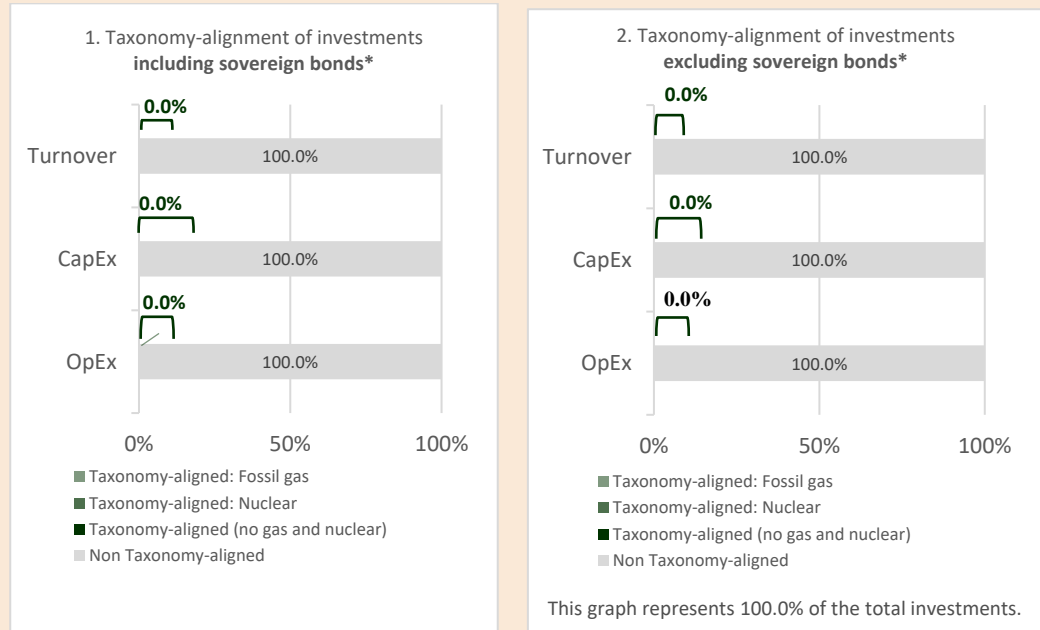 1. Taxonomy-alignment of investments
including sovereign bonds*
0.0%
Turnover
100.0%
0.0%
CapEx
100.0%
0.0%
OpEx
100.0%
0%
50%
100%
Taxonomy-aligned: Fossil gas
Taxonomy-aligned: Nuclear
Taxonomy-aligned (no gas and nuclear)
Non Taxonomy-aligned
2. Taxonomy-alignment of investments
excluding sovereign bonds*
0.0%
Turnover
100.0%
0.0%
CapEx
100.0%
0.0%
OpEx
100.0%
0%
50%
100%
Taxonomy-aligned: Fossil gas
Taxonomy-aligned: Nuclear
Taxonomy-aligned (no gas and nuclear)
Non Taxonomy-aligned
This graph represents 100.0% of the total investments.